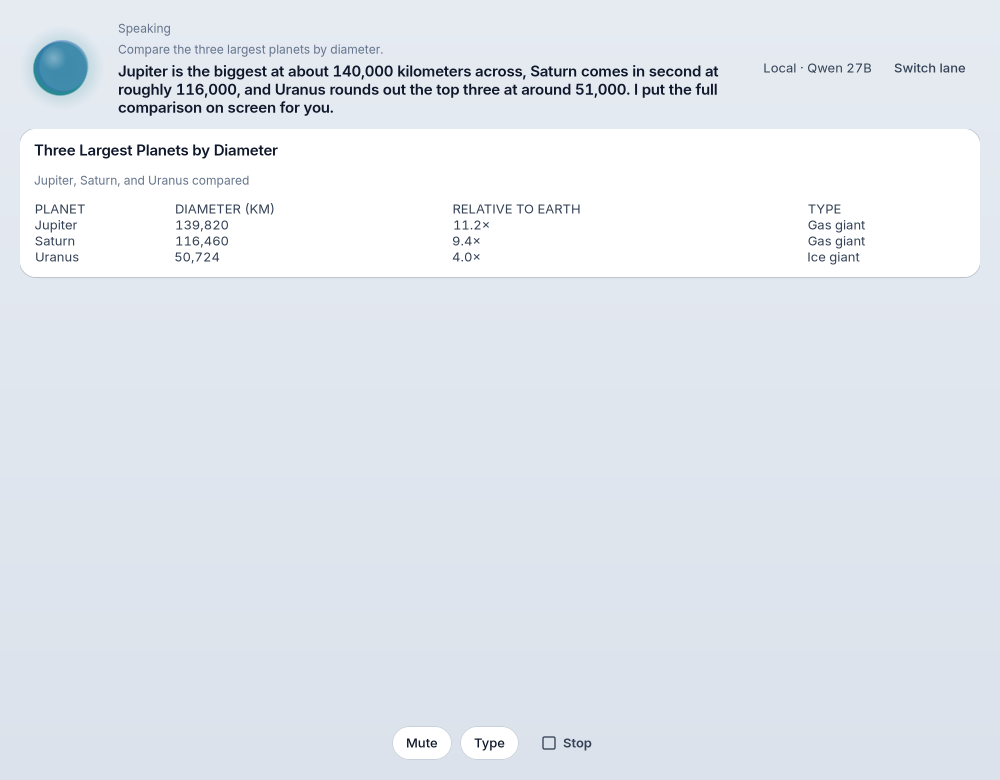 Speaking
Compare the three largest planets by diameter.
Jupiter is the biggest at about 140,000 kilometers across, Saturn comes in second at
roughly 116,000, and Uranus rounds out the top three at around 51,000. I put the full
comparison on screen for you.
Local · Qwen 27B Switch lane
Three Largest Planets by Diameter
Jupiter, Saturn, and Uranus compared
PLANET DIAMETER (KM) RELATIVE TO EARTH TYPE
Jupiter 139,820 11.2× Gas giant
Saturn 116,460 9.4× Gas giant
Uranus 50,724 4.0× Ice giant
Mute Type Stop